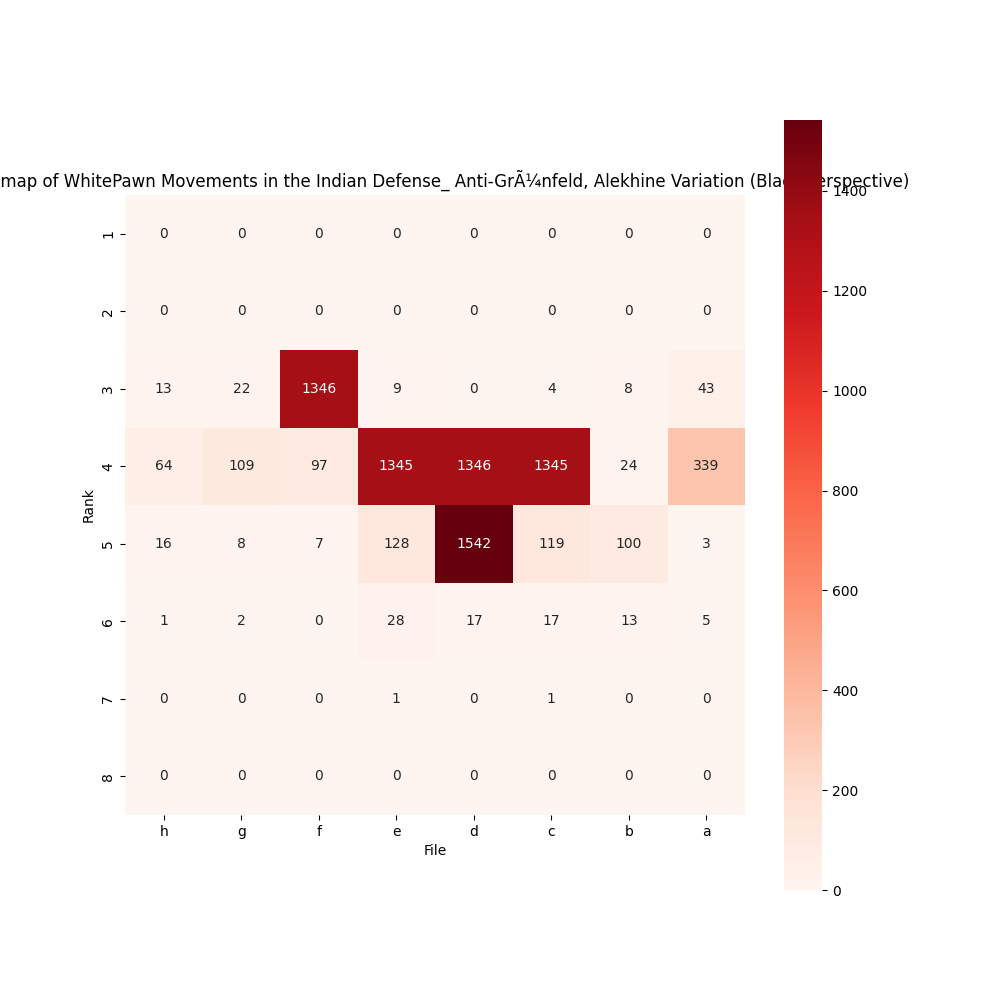 map of WhitePawn Movements in the Indian Defense_ Anti-GrÃ¼nfeld, Alekhine Variation (Bla erspective)
1400
1 0 0 0 0 0 0 0 0
1200
2 0 0 0 0 0 0 0 0
3 13 22 1346 9 0 4 8 43
1000
4 64 109 97 1345 1346 1345 24 339
800
Rank
5 16 8 7 128 1542 119 100 3
600
6 1 2 0 28 17 17 13 5
400
7 0 0 0 1 0 1 0 0
200
8 0 0 0 0 0 0 0 0
h g f e d c b a
File
0